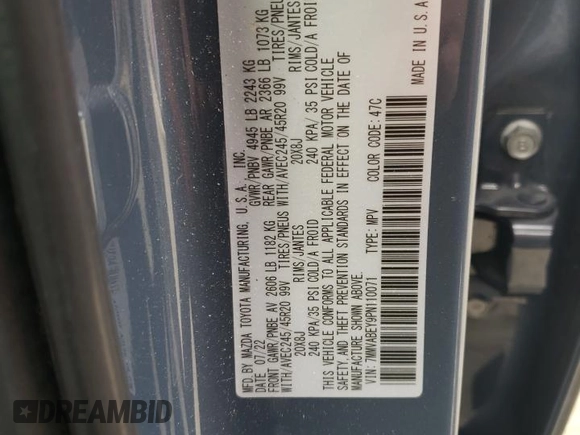 MFD.BY MAZDA TOYOTA MANUFACTURING, U.S.A. INC.
DATE 07/22 GVWR/PNBV 4945 LB 2243 KG
FRONT GAWR/PNBE AV 2606 LB 1182 KG REAR GAWR/PNBE AR 2366 LB 1073 KG
WITH/AVEC245/45R20 99V TIRES/PNEUS WITH/AVEC245/45R20 99V TIRES/PNEUS
20X8J RIMS/JANTES 20X8J RIMS/JANTES
240 KPA/ 35 PSI COLD/A FROID 240 KPA/ 35 PSI COLD/A FROID
THIS VEHICLE CONFORMS TO ALL APPLICABLE FEDERAL MOTOR VEHICLE
SAFETY,AND THEFT PREVENTION STANDARDS IN EFFECT ON THE DATE OF
MANUFACTURE SHOWN ABOVE.
VIN: 7MMVABEY9PN110071 TYPE: MPV COLOR CODE: 47C
MADE IN U.S.A
8
DREAMBID